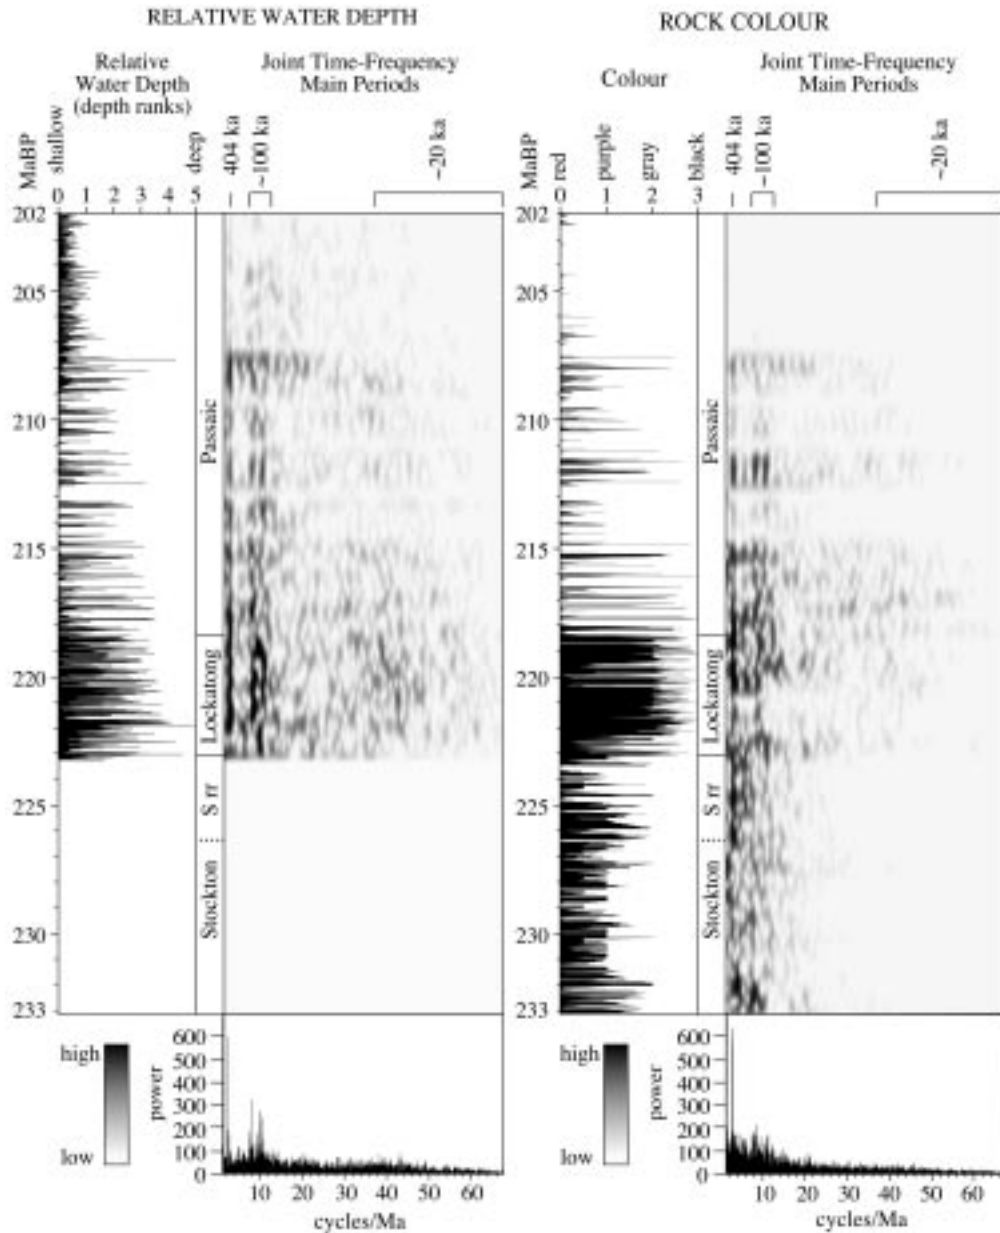 RELATIVE WATER DEPTH
Relative
Water Depth
(depth ranks)
Joint Time-Frequency
Main Periods
MaBP
shallow
deep
404 ka
~100 ka
~20 ka
0 1 2 3 4 5
202
205
210
215
220
225
230
233
Passaic
Lockatong
S rr
Stockton
high
low
power
600
500
400
300
200
100
0
10 20 30 40 50 60
cycles/Ma
ROCK COLOUR
Colour
Joint Time-Frequency
Main Periods
MaBP
red
purple
gray
black
404 ka
~100 ka
~20 ka
0 1 2 3
202
205
210
215
220
225
230
233
Passaic
Lockatong
S rr
Stockton
high
low
power
600
500
400
300
200
100
0
10 20 30 40 50 60
cycles/Ma